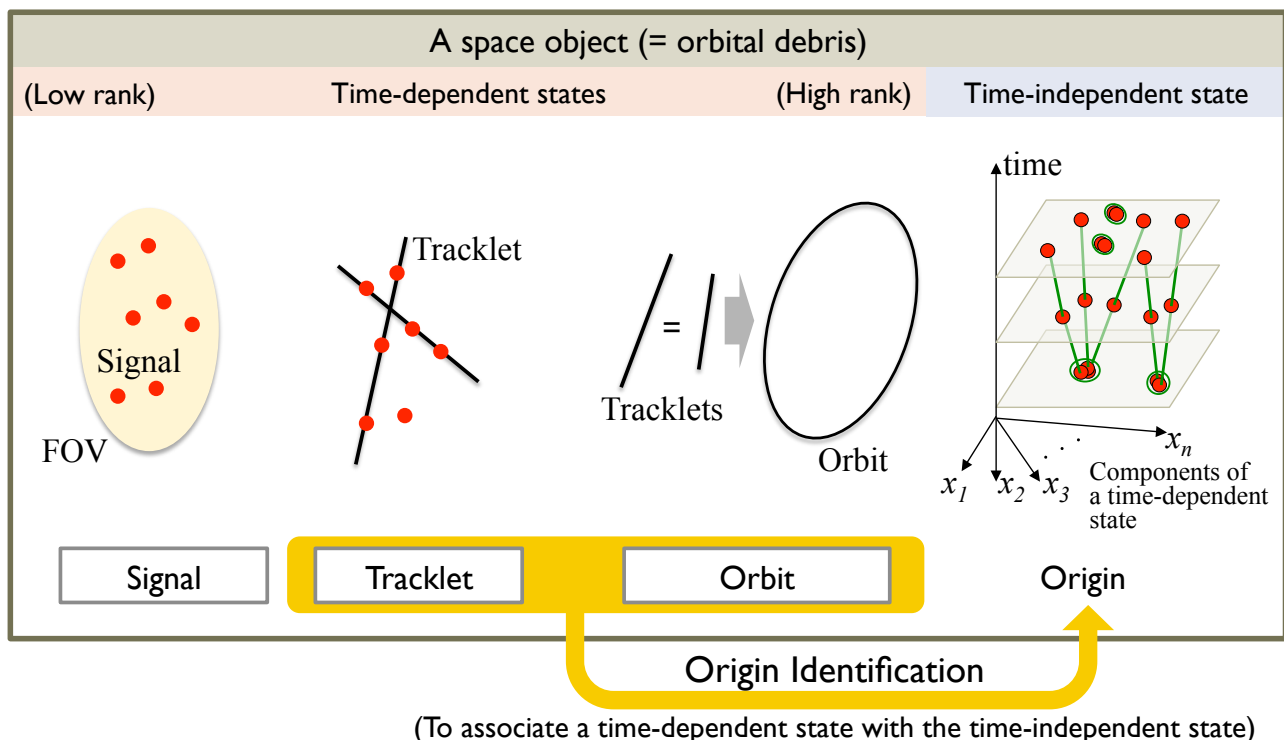 A space object (= orbital debris)
(Low rank) Time-dependent states (High rank) Time-independent state
time
Tracklet
Signal
=
Tracklets
FOV
Orbit
x1 x2 x3 . . . xn
Components of
a time-dependent
state
Signal Tracklet Orbit Origin
Origin Identification
(To associate a time-dependent state with the time-independent state)